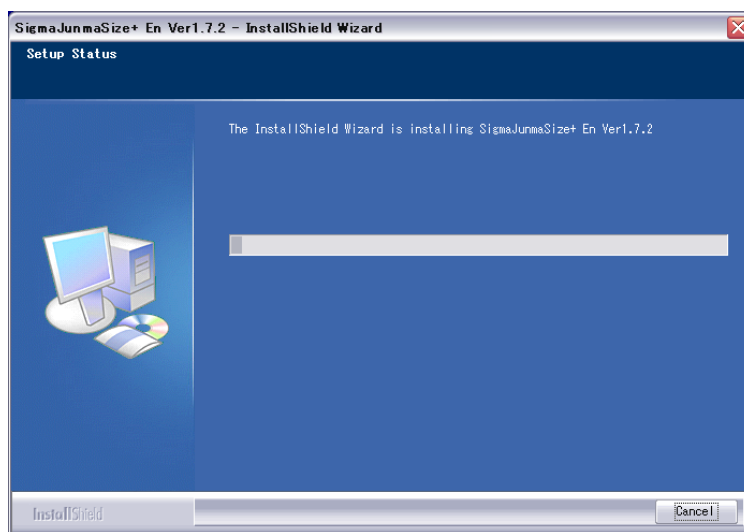 SigmaJunmaSize+ En Ver1.7.2 - InstallShield Wizard
Setup Status
The InstallShield Wizard is installing SigmaJunmaSize+ En Ver1.7.2
InstallShield
Cancel